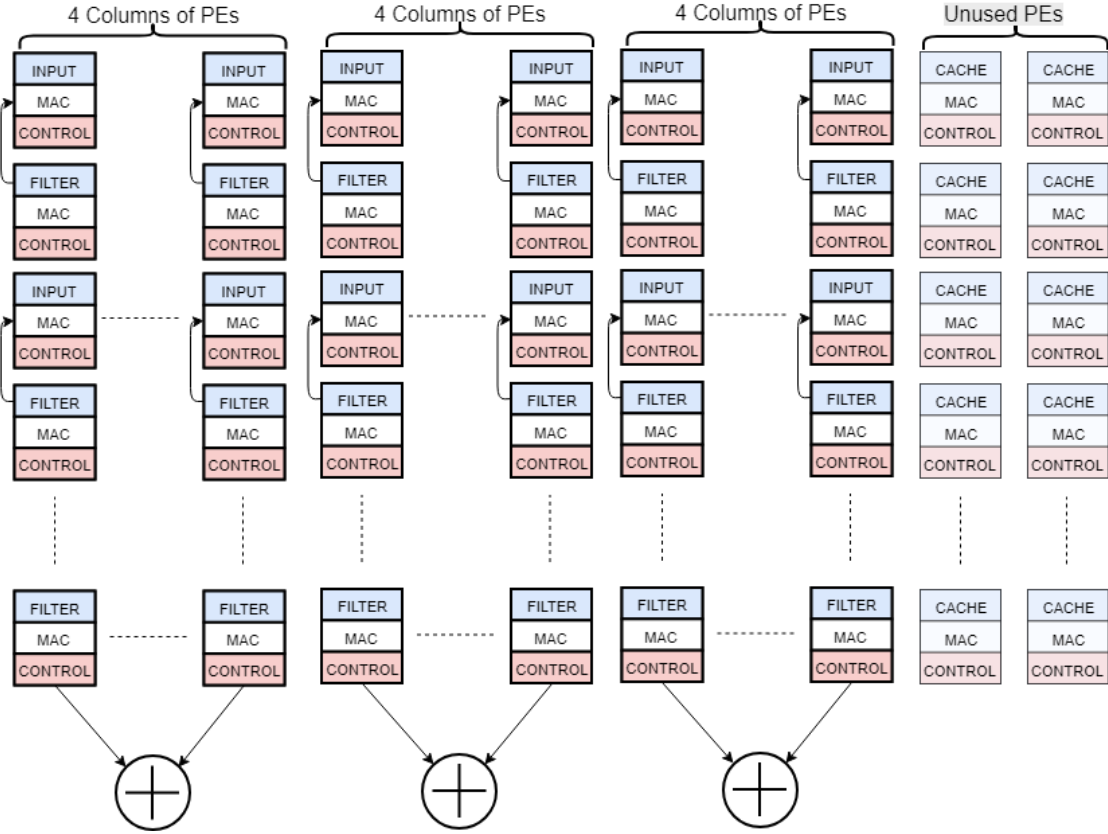 4 Columns of PEs 4 Columns of PEs 4 Columns of PEs Unused PEs
INPUT INPUT INPUT INPUT INPUT INPUT CACHE CACHE
MAC MAC MAC MAC MAC MAC MAC MAC
CONTROL CONTROL CONTROL CONTROL CONTROL CONTROL CONTROL CONTROL
FILTER FILTER FILTER FILTER FILTER FILTER CACHE CACHE
MAC MAC MAC MAC MAC MAC MAC MAC
CONTROL CONTROL CONTROL CONTROL CONTROL CONTROL CONTROL CONTROL
INPUT INPUT INPUT INPUT INPUT INPUT CACHE CACHE
MAC MAC MAC MAC MAC MAC MAC MAC
CONTROL CONTROL CONTROL CONTROL CONTROL CONTROL CONTROL CONTROL
FILTER FILTER FILTER FILTER FILTER FILTER CACHE CACHE
MAC MAC MAC MAC MAC MAC MAC MAC
CONTROL CONTROL CONTROL CONTROL CONTROL CONTROL CONTROL CONTROL
FILTER FILTER FILTER FILTER FILTER FILTER CACHE CACHE
MAC MAC MAC MAC MAC MAC MAC MAC
CONTROL CONTROL CONTROL CONTROL CONTROL CONTROL CONTROL CONTROL